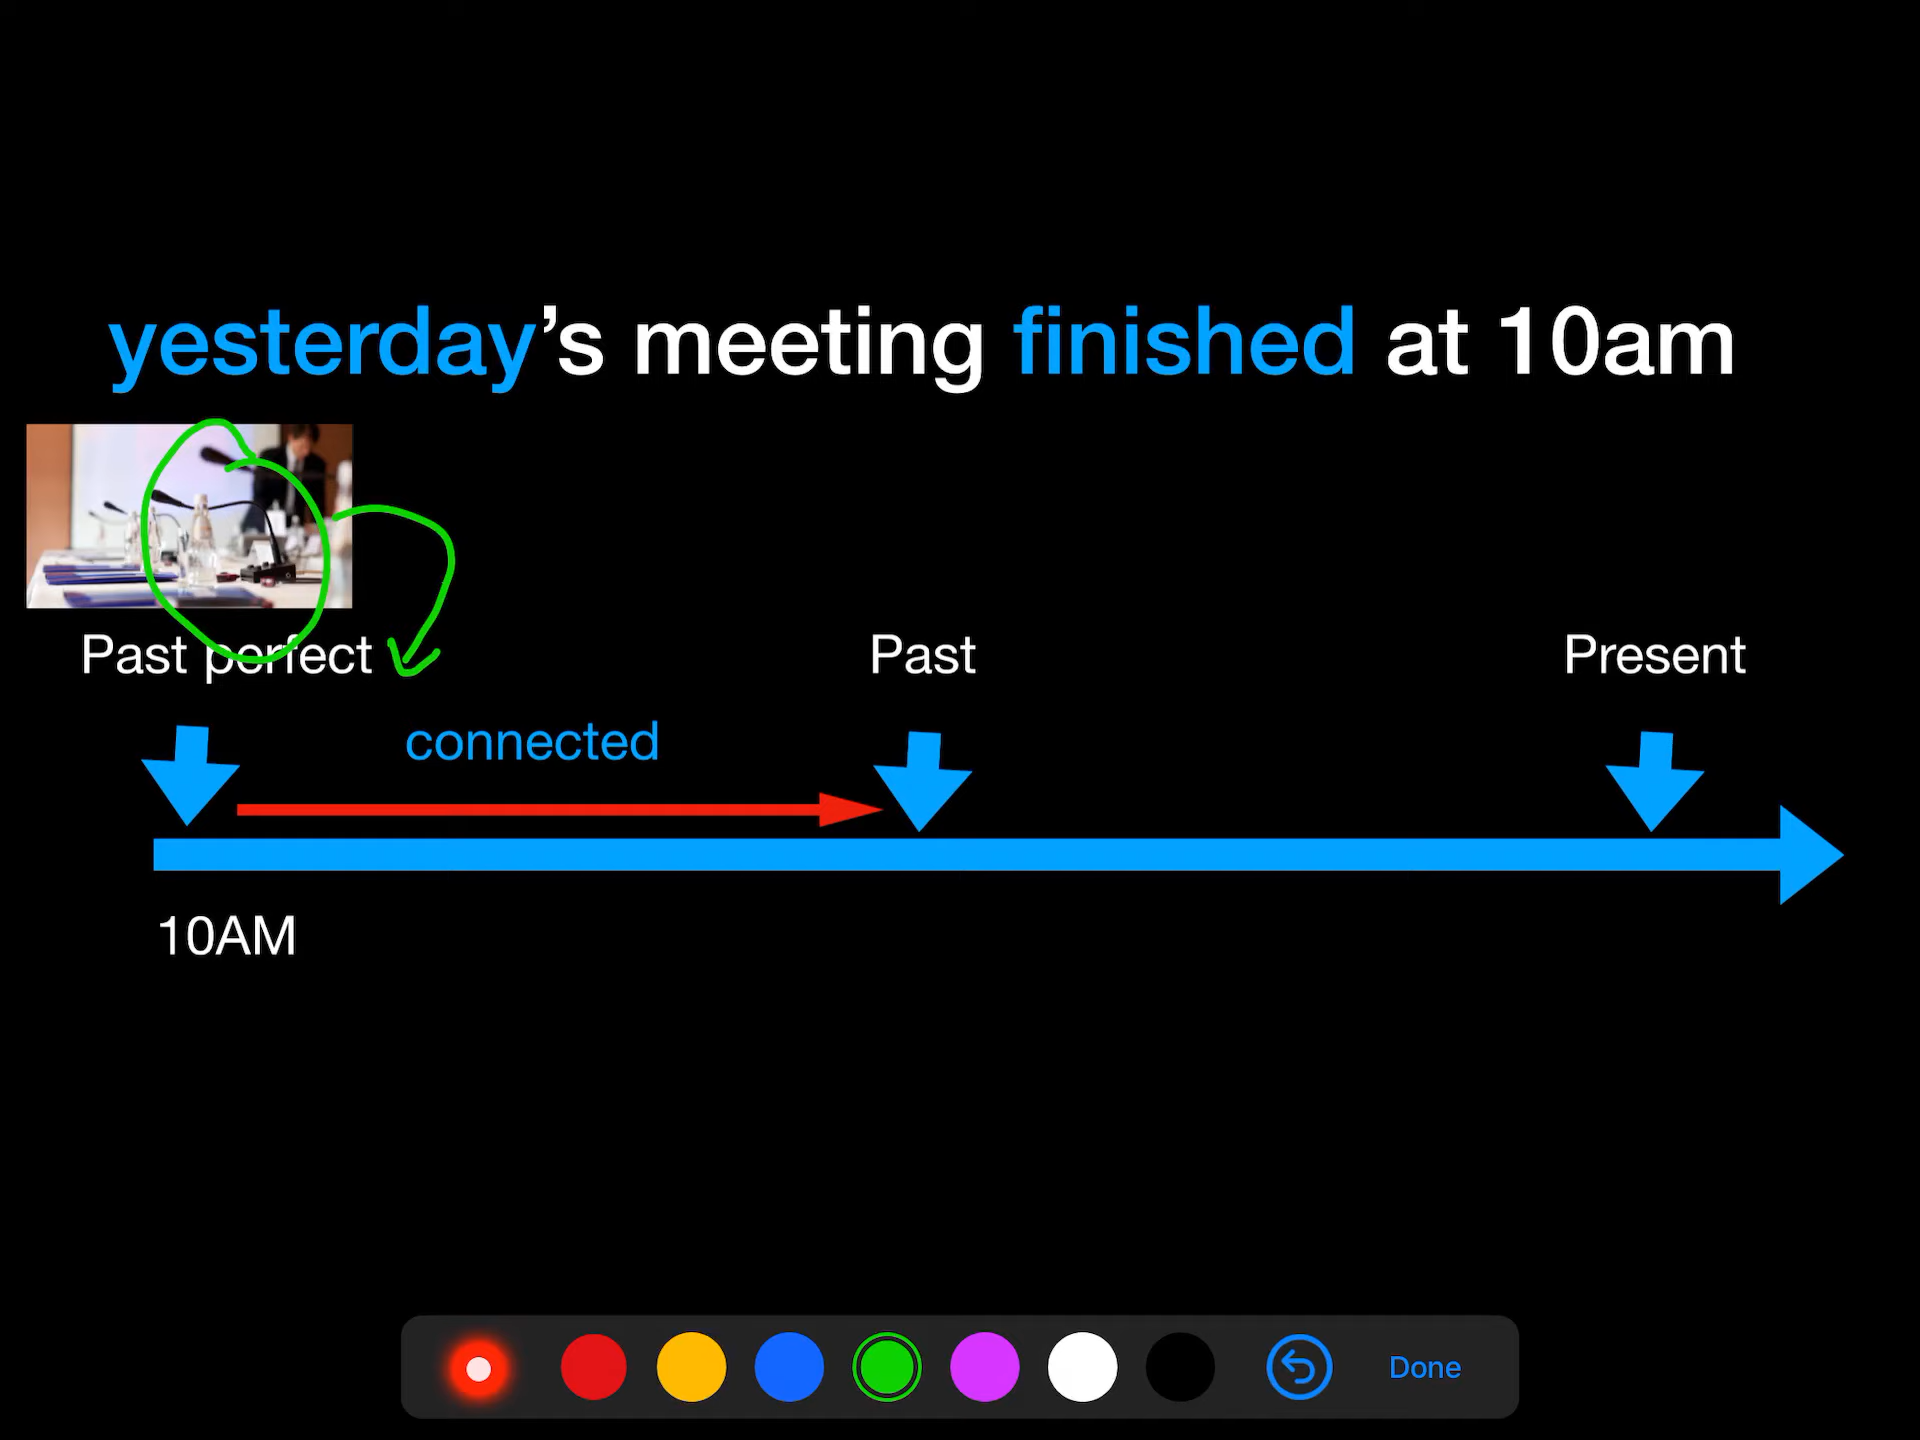 yesterday’s meeting finished at 10am
Past perfect
Past
Present
connected
10AM
Done